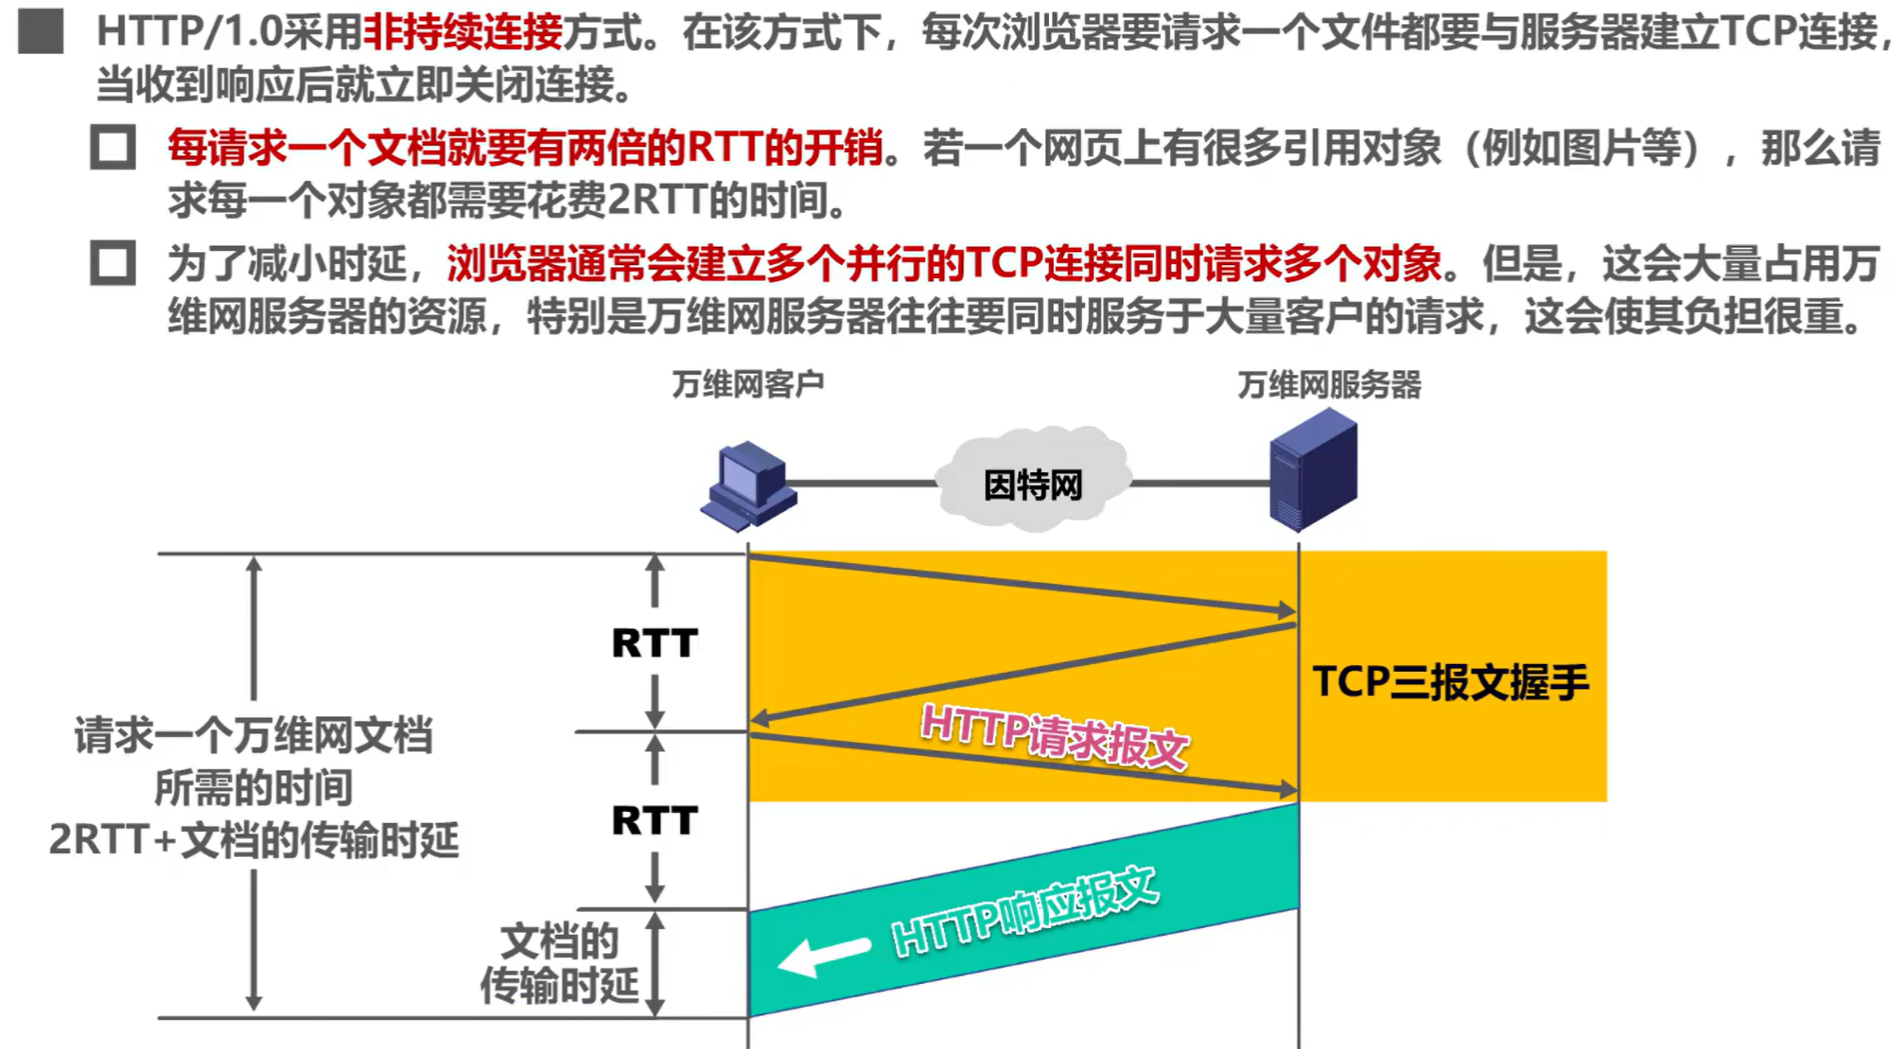 HTTP/1.0采用非持续连接方式。在该方式下，每次浏览器要请求一个文件都要与服务器建立TCP连接，
当收到响应后就立即关闭连接。
每请求一个文档就要有两倍的RTT的开销。若一个网页上有很多引用对象（例如图片等），那么请
求每一个对象都需要花费2RTT的时间。
为了减小时延，浏览器通常会建立多个并行的TCP连接同时请求多个对象。但是，这会大量占用万
维网服务器的资源，特别是万维网服务器往往要同时服务于大量客户的请求，这会使其负担很重。
万维网客户
万维网服务器
因特网
RTT
TCP三报文握手
HTTP请求报文
请求一个万维网文档
所需的时间
2RTT+文档的传输时延
RTT
HTTP响应报文
文档的
传输时延